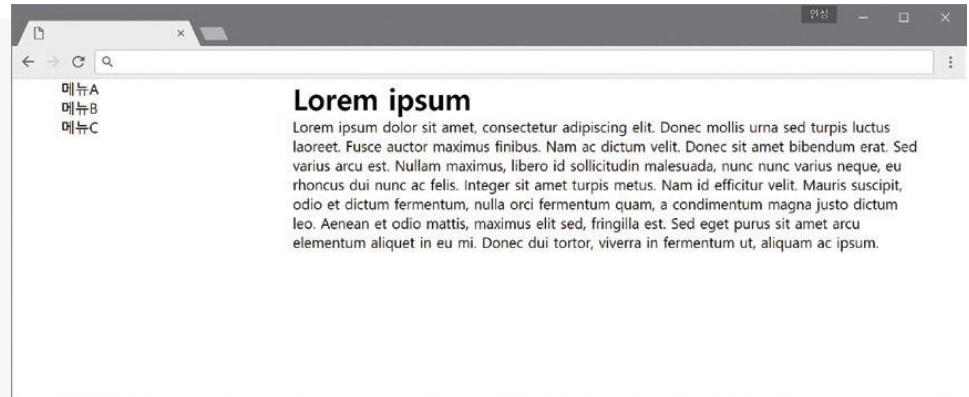 인성
메뉴A
메뉴B
메뉴C
Lorem ipsum
Lorem ipsum dolor sit amet, consectetur adipiscing elit. Donec mollis urna sed turpis luctus
laoreet. Fusce auctor maximus finibus. Nam ac dictum velit. Donec sit amet bibendum erat. Sed
varius arcu est. Nullam maximus, libero id sollicitudin malesuada, nunc nunc varius neque, eu
rhoncus dui nunc ac felis. Integer sit amet turpis metus. Nam id efficitur velit. Mauris suscipit,
odio et dictum fermentum, nulla orci fermentum quam, a condimentum magna justo dictum
leo. Aenean et odio mattis, maximus elit sed, fringilla est. Sed eget purus sit amet arcu
elementum aliquet in eu mi. Donec dui tortor, viverra in fermentum ut, aliquam ac ipsum.